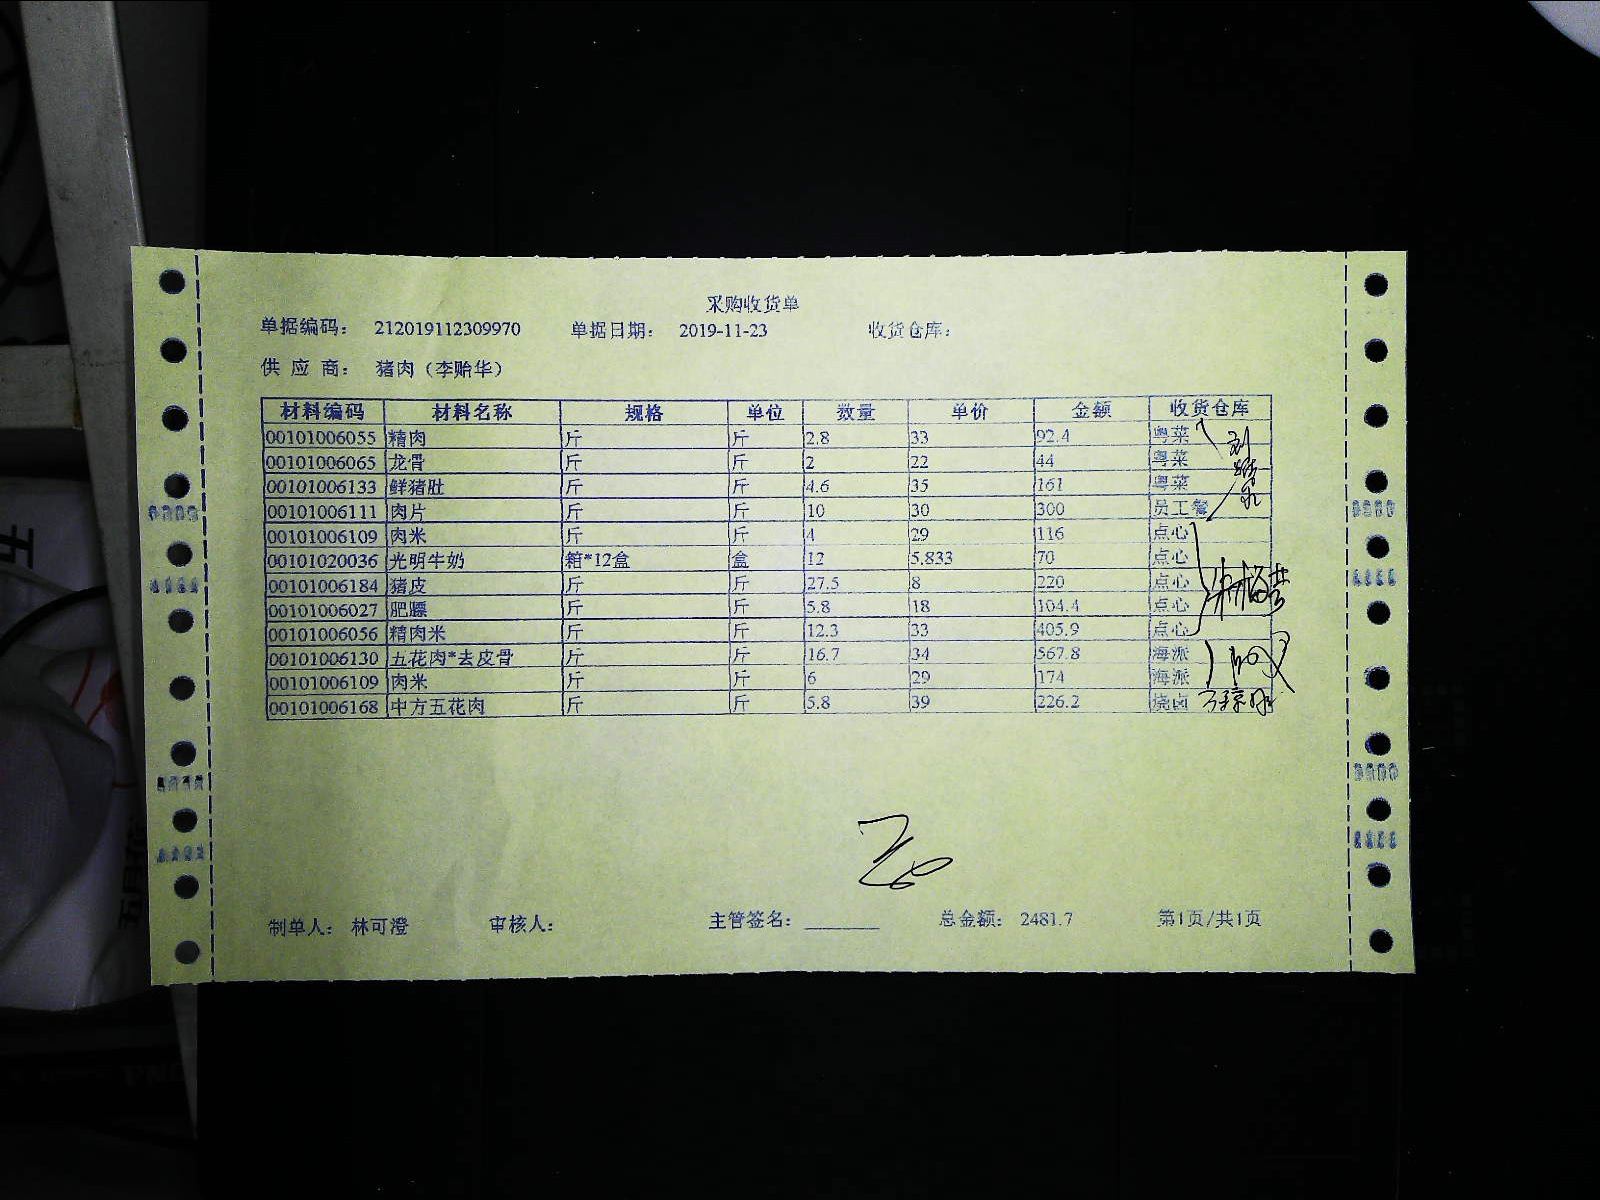 采购收货单
单据编码： 212019112309970 单据日期： 2019-11-23 收货仓库：
供 应 商： 猪肉（李贻华）
材料编码 材料名称 规格 单位 数量 单价 金额 收货仓库
00101006055 精肉 斤 斤 2.8 33 92.4 粤菜
00101006065 龙骨 斤 斤 2 22 44 粤菜
00101006133 鲜猪肚 斤 斤 4.6 35 161 粤菜
00101006111 肉片 斤 斤 10 30 300 员工餐
00101006109 肉米 斤 斤 4 29 116 点心
00101020036 光明牛奶 箱*12盒 盒 12 5.833 70 点心
00101006184 猪皮 斤 斤 27.5 8 220 点心
00101006027 肥膘 斤 斤 5.8 18 104.4 点心
00101006056 精肉米 斤 斤 12.3 33 405.9 点心
00101006130 五花肉*去皮骨 斤 斤 16.7 34 567.8 海派
00101006109 肉米 斤 斤 6 29 174 海派
00101006168 中方五花肉 斤 斤 5.8 39 226.2 烧卤
制单人： 林可澄 审核人： 主管签名： 总金额： 2481.7 第1页/共1页